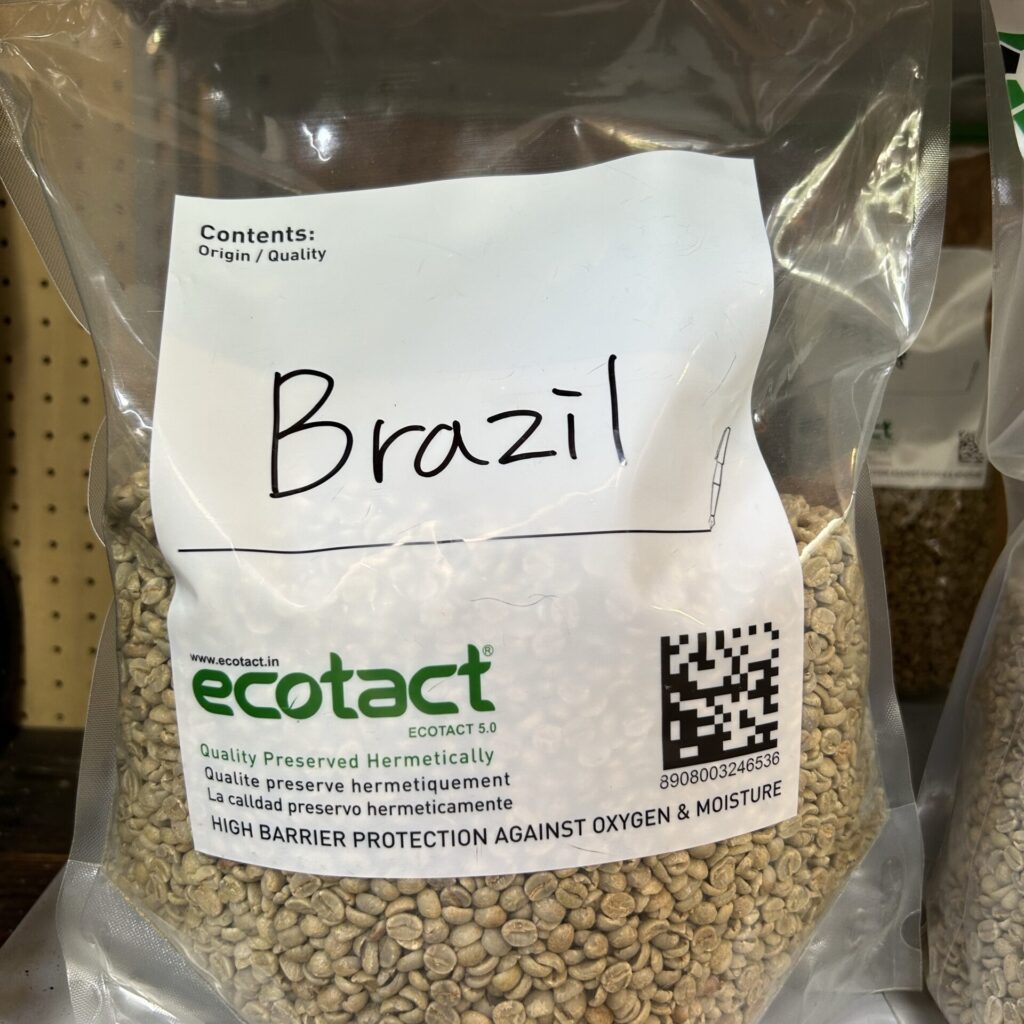 Contents:
Origin / Quality
Brazil
www.ecotact.in
ecotact®
ECOTACT 5.0
Quality Preserved Hermetically
Qualite preserve hermetiquement
La calldad preservo hermeticamente
8908003246536
HIGH BARRIER PROTECTION AGAINST OXYGEN & MOISTURE